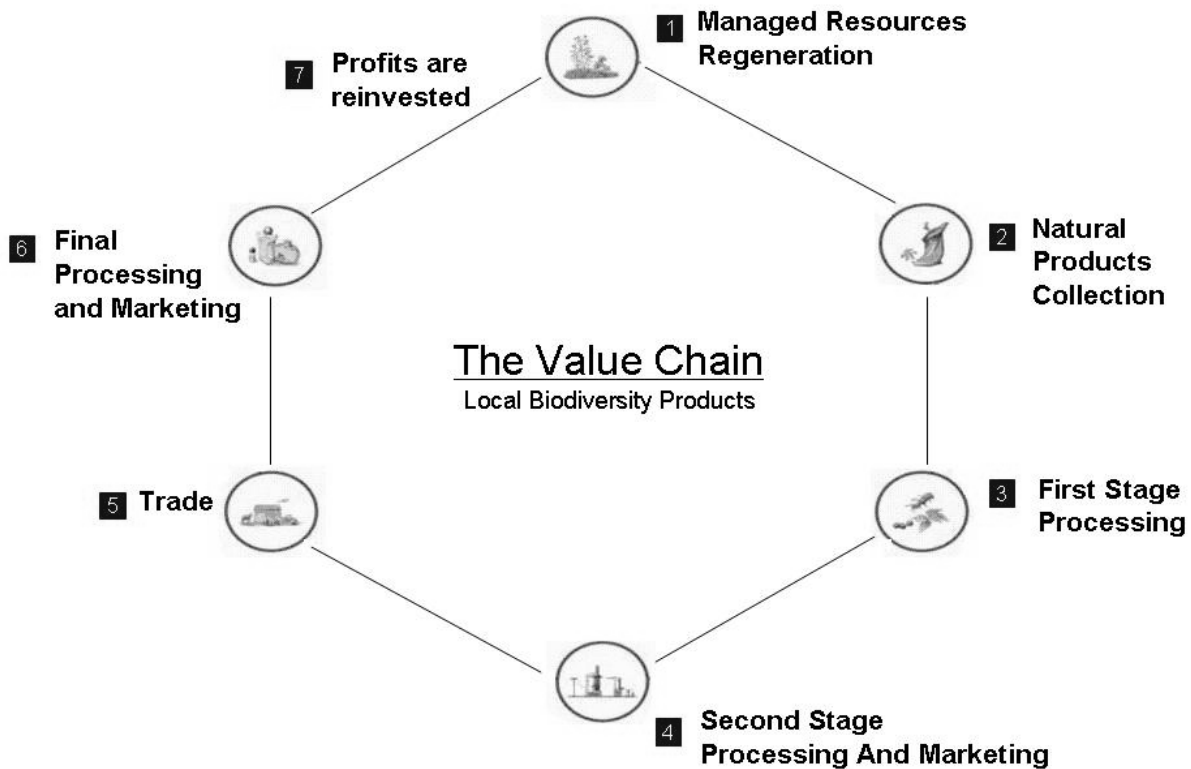 1 Managed Resources
Regeneration
2 Natural
Products
Collection
3 First Stage
Processing
4 Second Stage
Processing And Marketing
5 Trade
6 Final
Processing
and Marketing
7 Profits are
reinvested
The Value Chain
Local Biodiversity Products